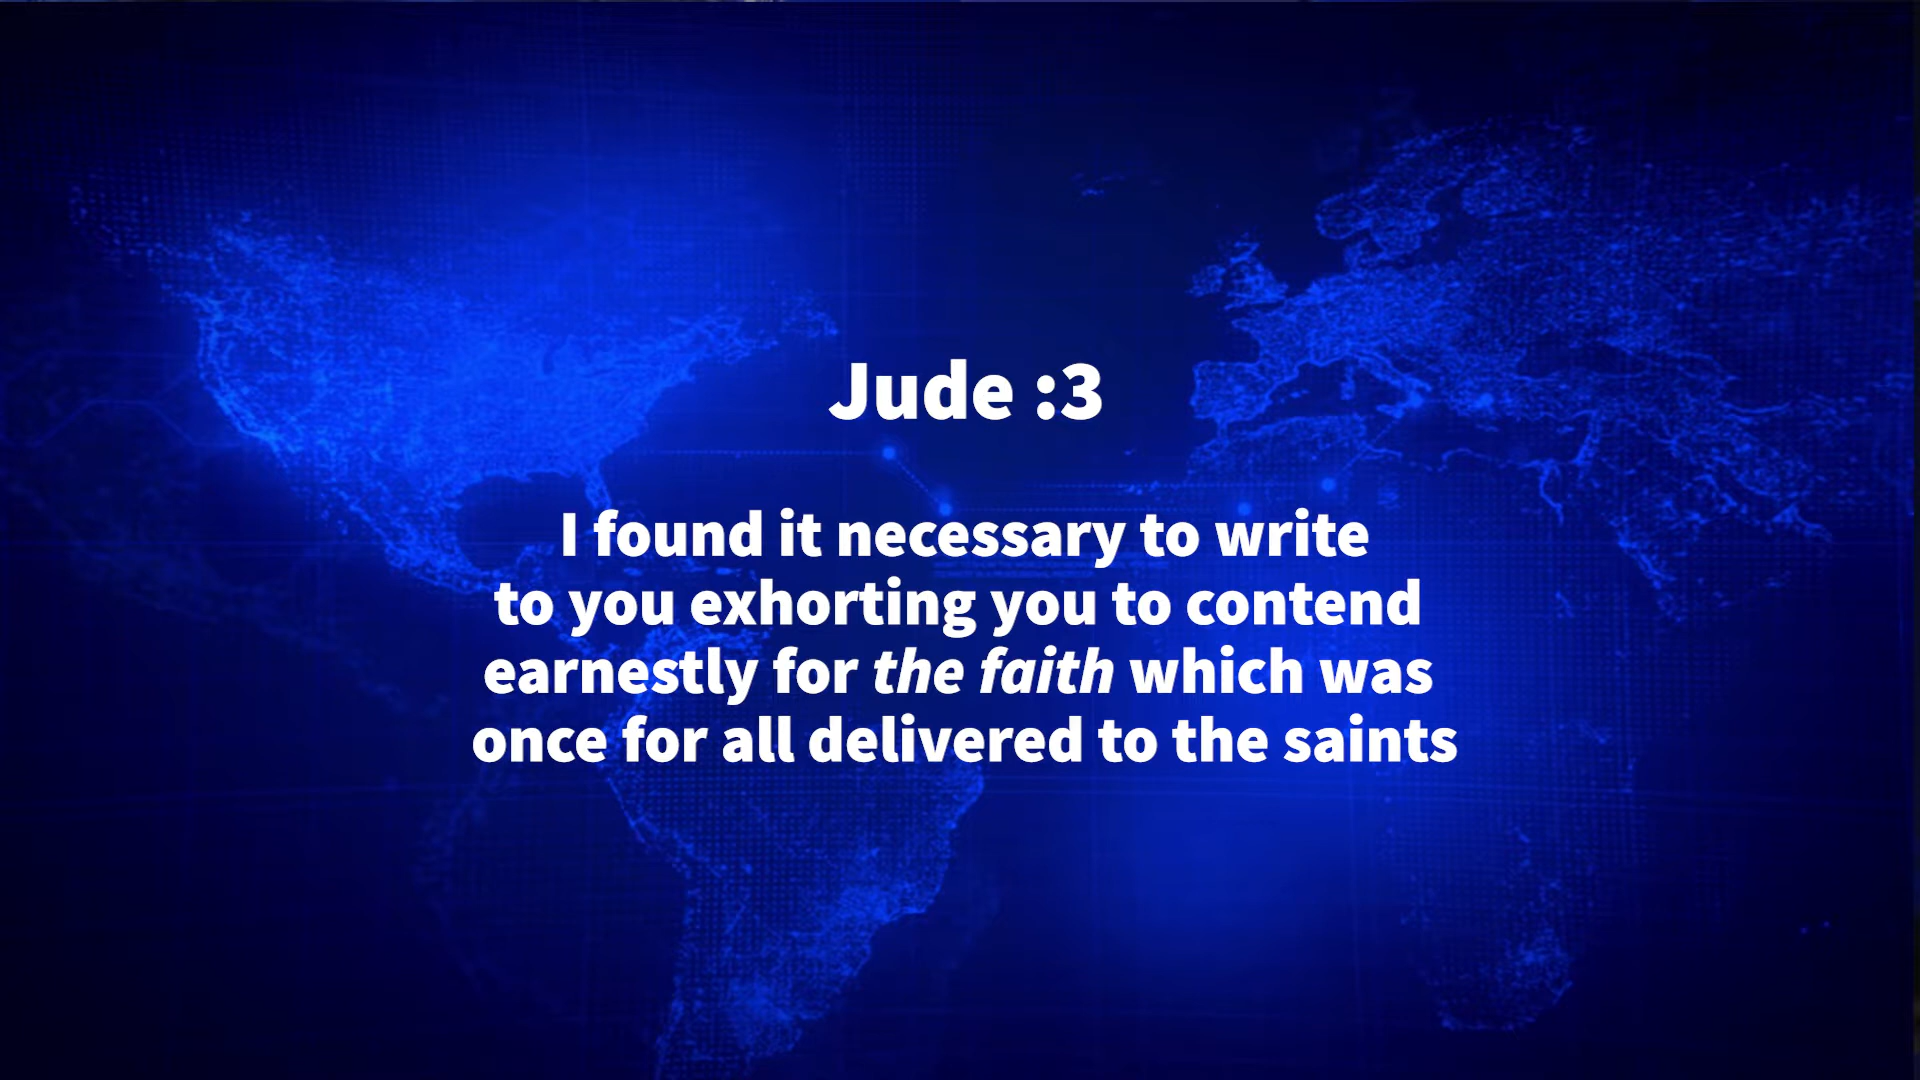 Jude :3
I found it necessary to write
to you exhorting you to contend
earnestly for the faith which was
once for all delivered to the saints